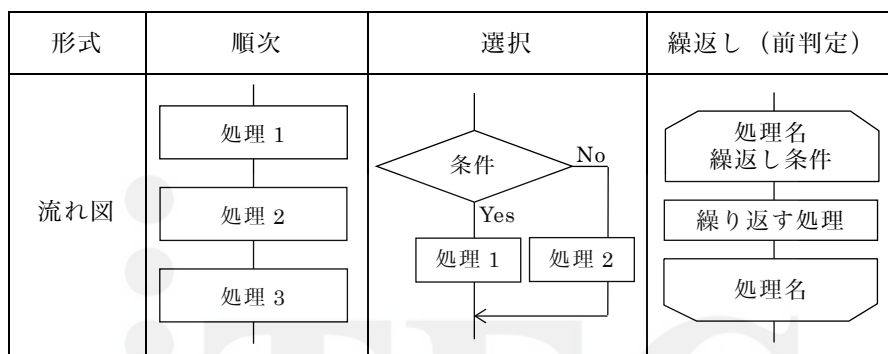 形式
順次
選択
繰返し（前判定）
流れ図
処理 1
処理 2
処理 3
条件
No
Yes
処理 1
処理 2
処理名
繰返し条件
繰り返す処理
処理名